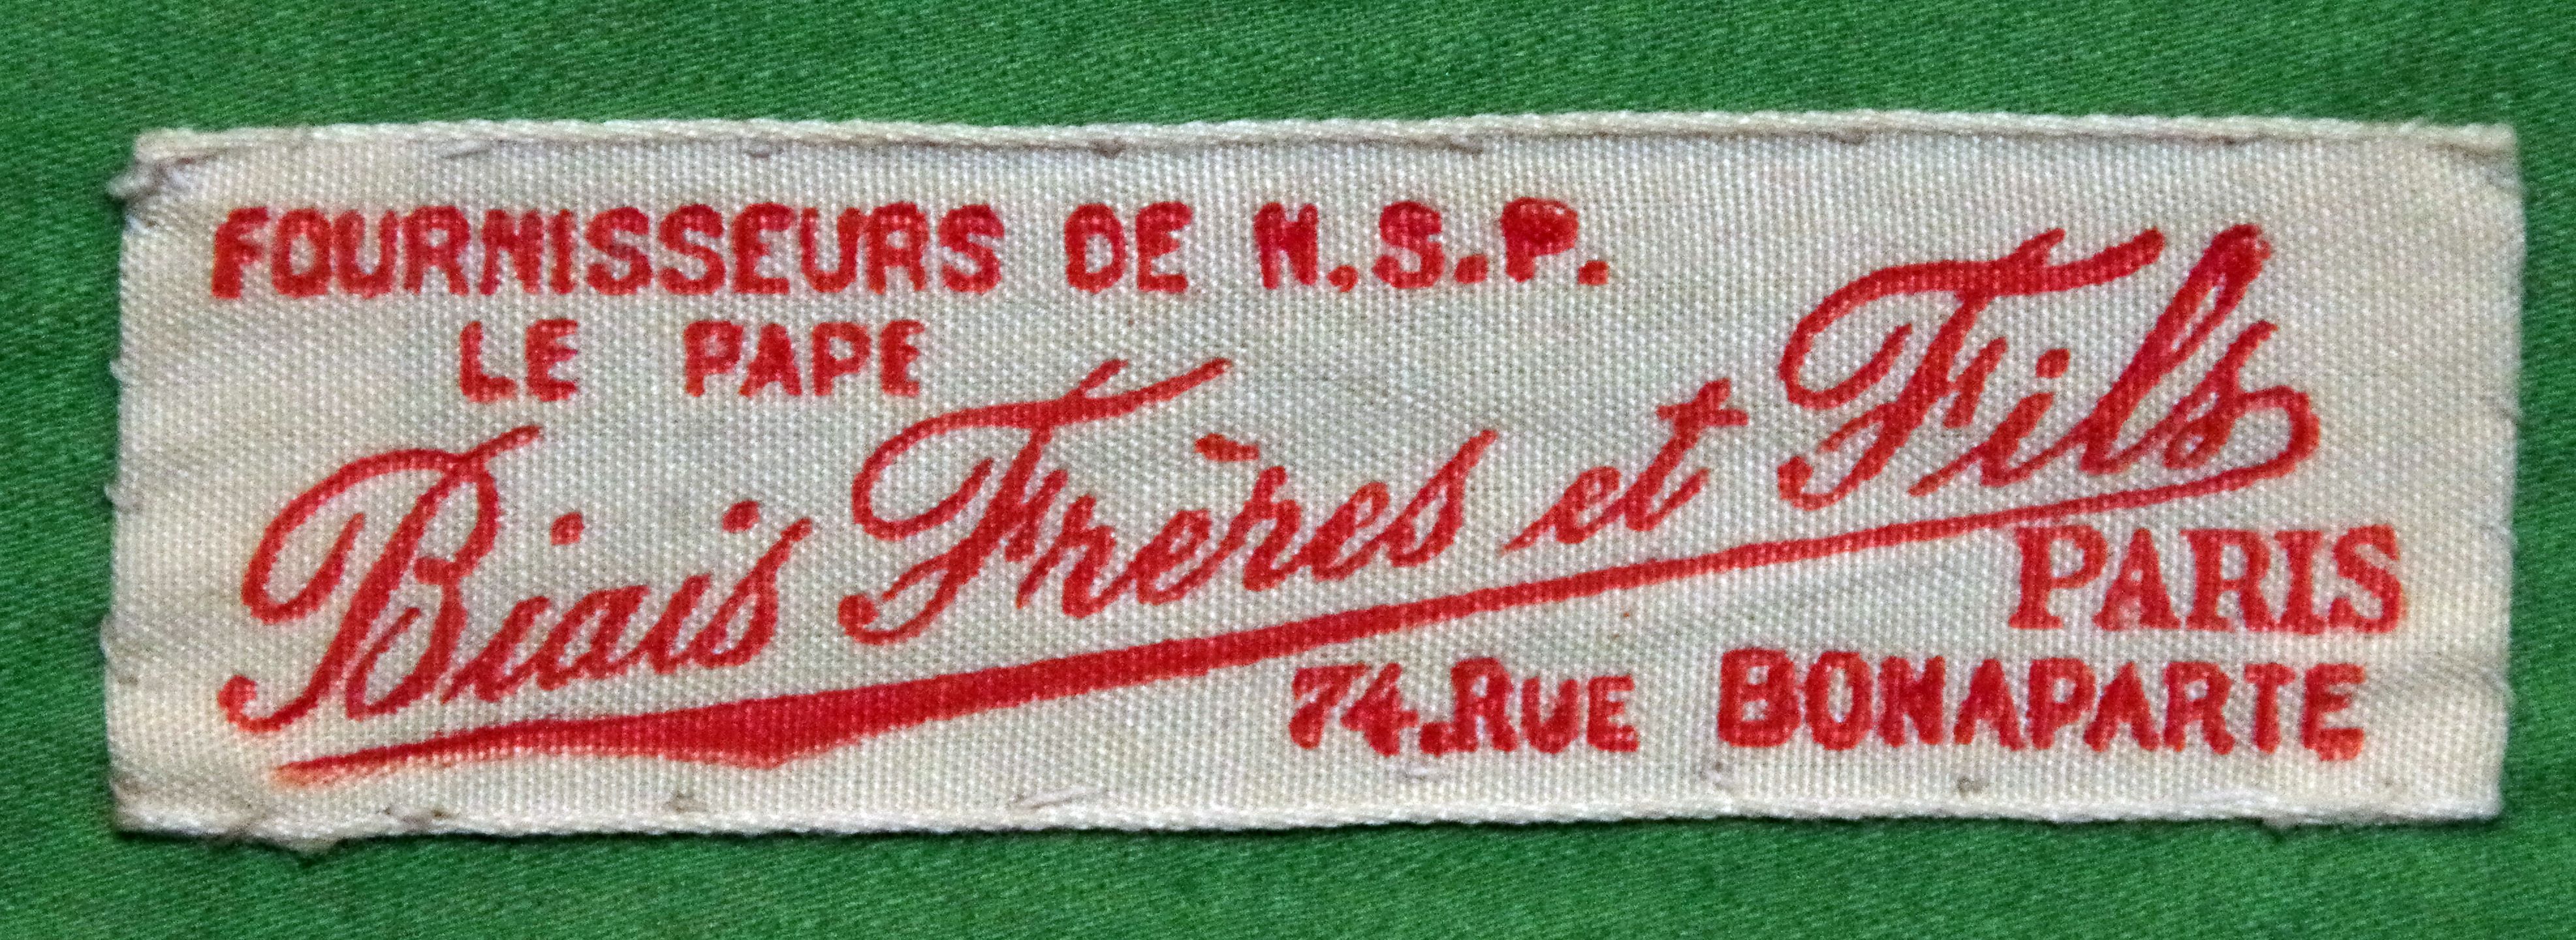 FOURNISSEURS DE N.S.P.
LE PAPE
Biais Frères et Fils
PARIS
74.RUE BONAPARTE